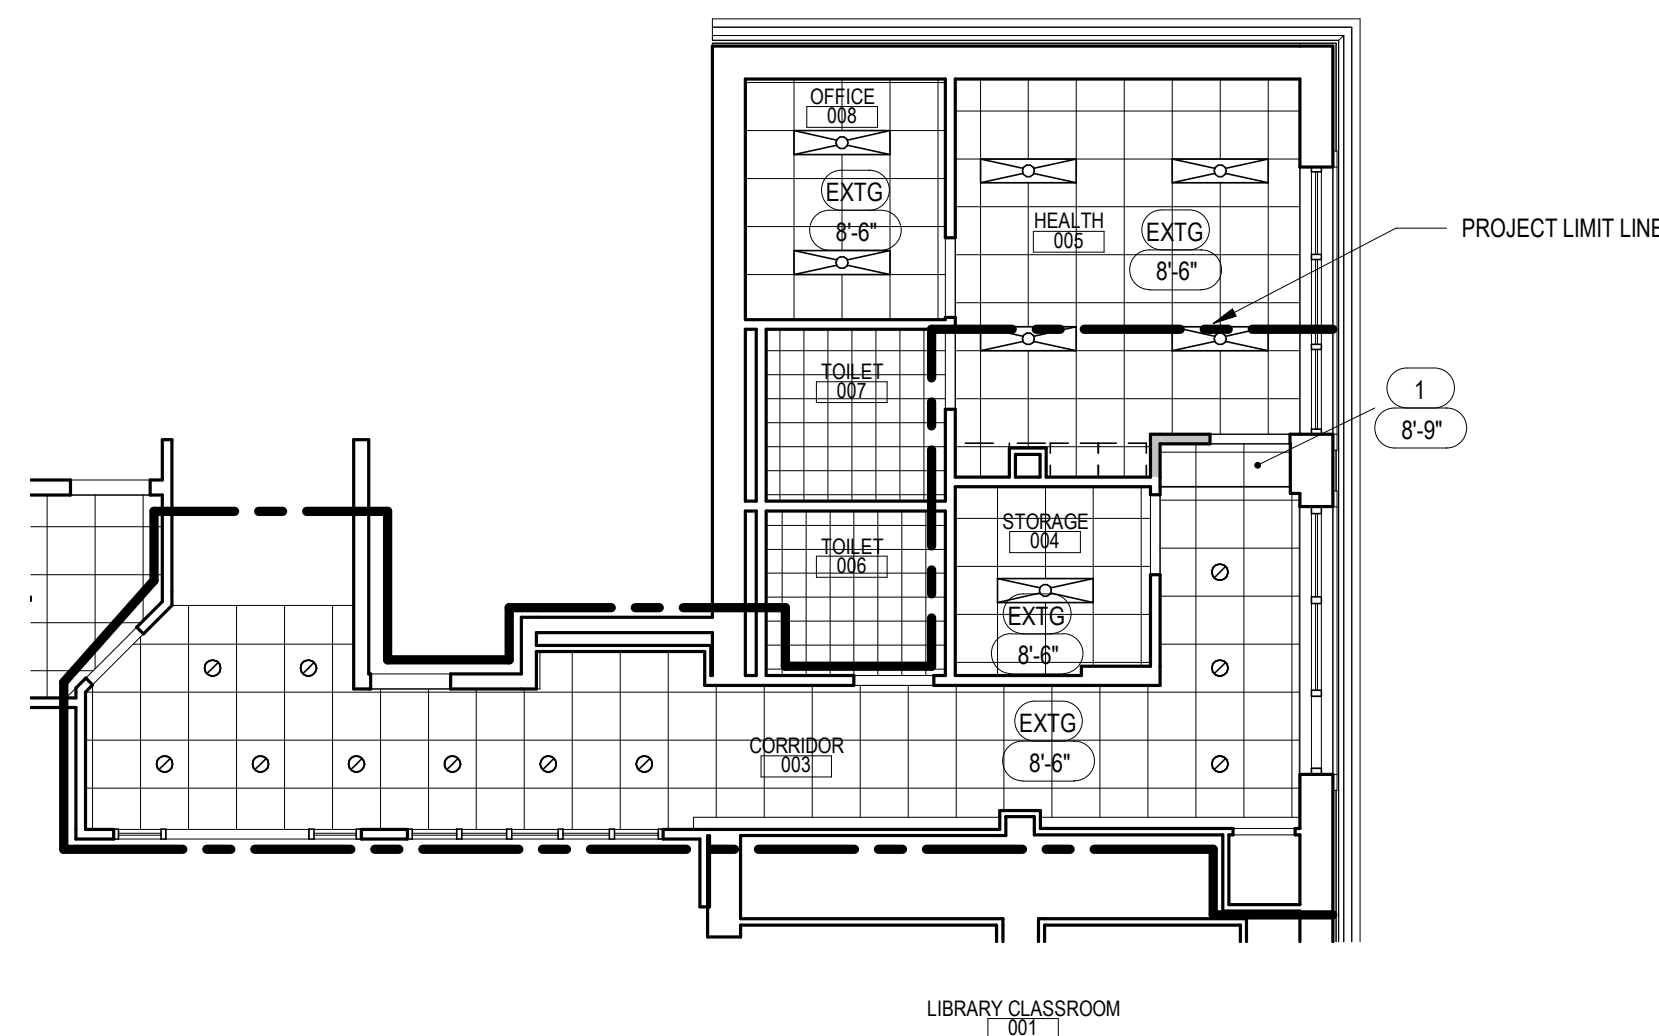 OFFICE
008
EXTG
8'-6"
HEALTH
005
EXTG
8'-6"
PROJECT LIMIT LINE
TOILET
007
1
8'-9"
STORAGE
004
TOILET
006
EXTG
8'-6"
EXTG
8'-6"
CORRIDOR
003
LIBRARY CLASSROOM
001